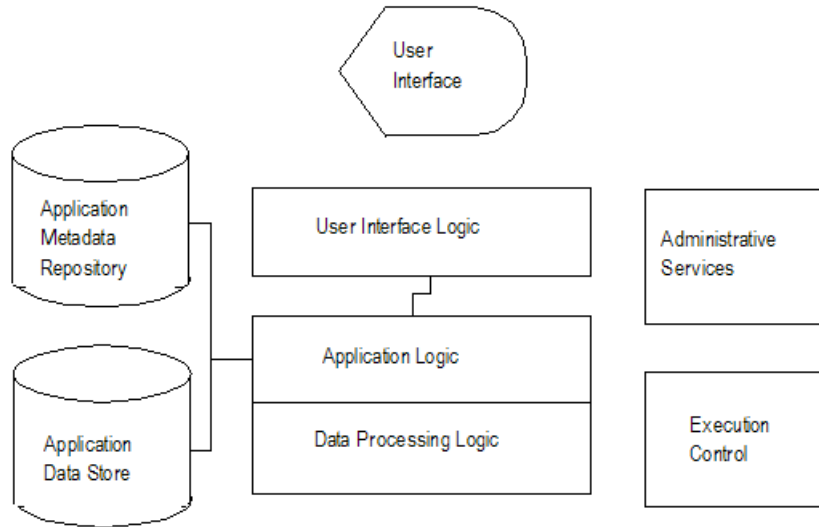 User
Interface
Application
Metadata
Repository
User Interface Logic
Administrative
Services
Application Logic
Application
Data Store
Data Processing Logic
Execution
Control